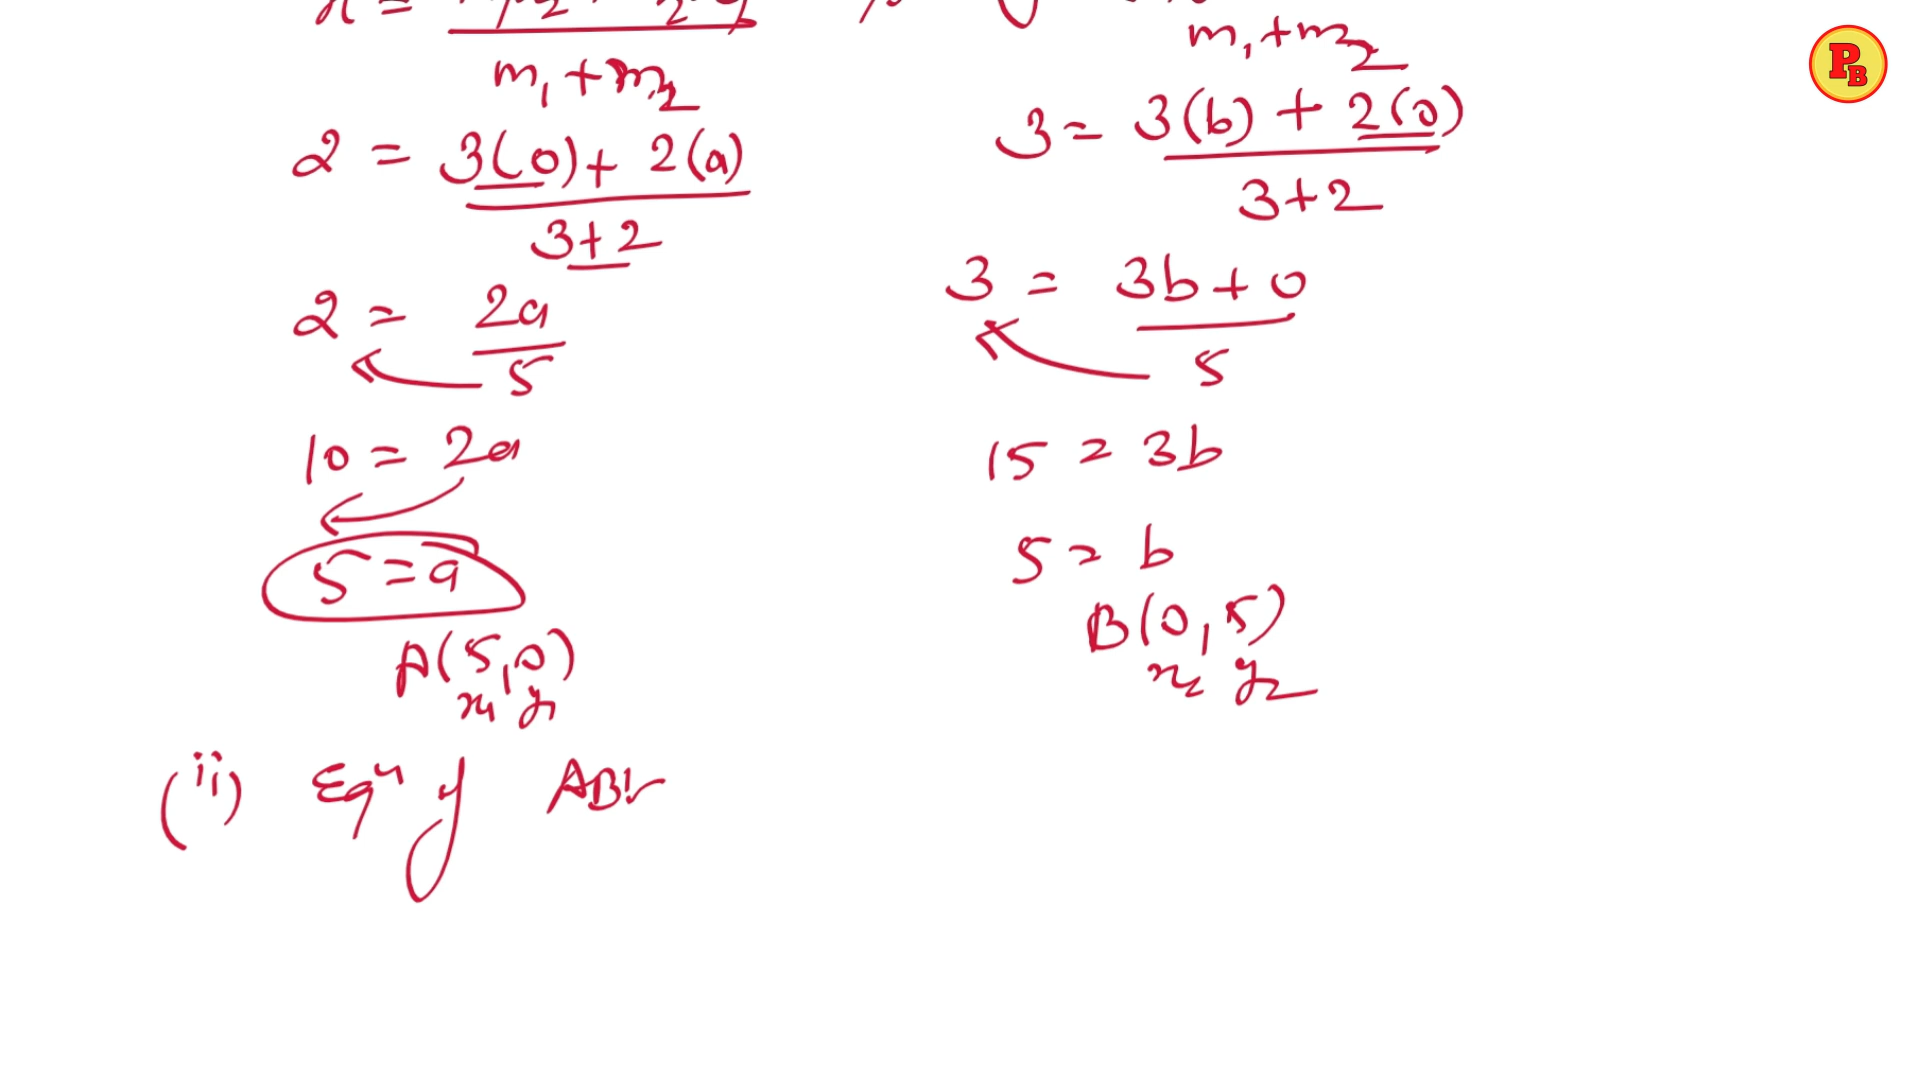 m₁+m₂
m₁+m₂
2 = 3(0)+2(a)
3+2
3 = 3(b)+2(0)
3+2
2 = 2a
5
3 = 3b+0
5
10 = 2a
15 = 3b
5 = a
5 = b
A(5,0)
x₁ y₁
B(0,5)
x₂ y₂
(ii) Eqⁿ of AB:-
PB